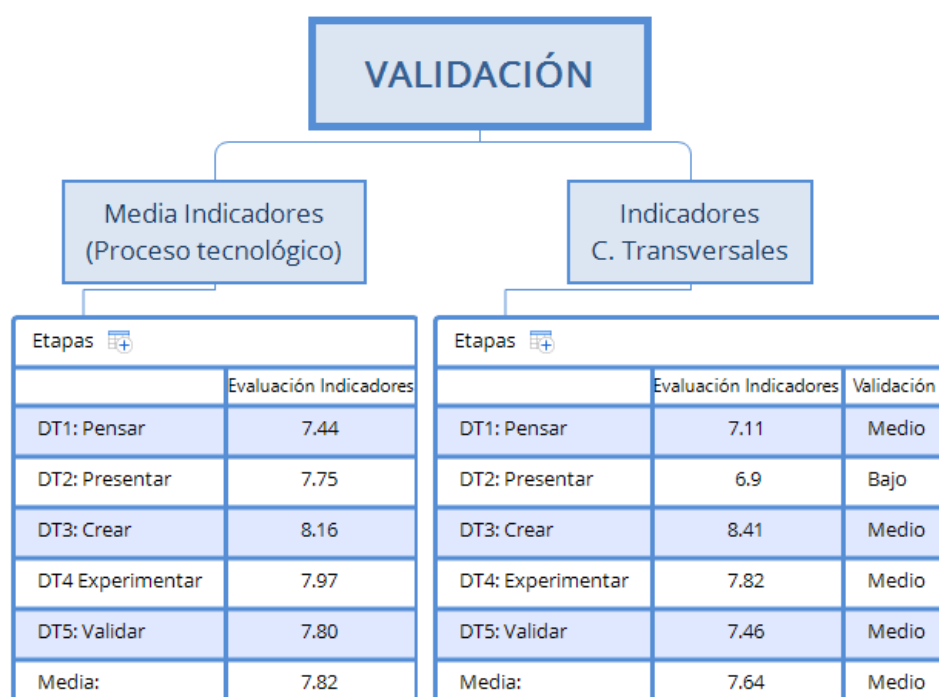 VALIDACIÓN
Media Indicadores
(Proceso tecnológico)
Indicadores
C. Transversales
Etapas
Evaluación Indicadores
DT1: Pensar 7.44
DT2: Presentar 7.75
DT3: Crear 8.16
DT4 Experimentar 7.97
DT5: Validar 7.80
Media: 7.82
Etapas
Evaluación Indicadores Validación
DT1: Pensar 7.11 Medio
DT2: Presentar 6.9 Bajo
DT3: Crear 8.41 Medio
DT4: Experimentar 7.82 Medio
DT5: Validar 7.46 Medio
Media: 7.64 Medio